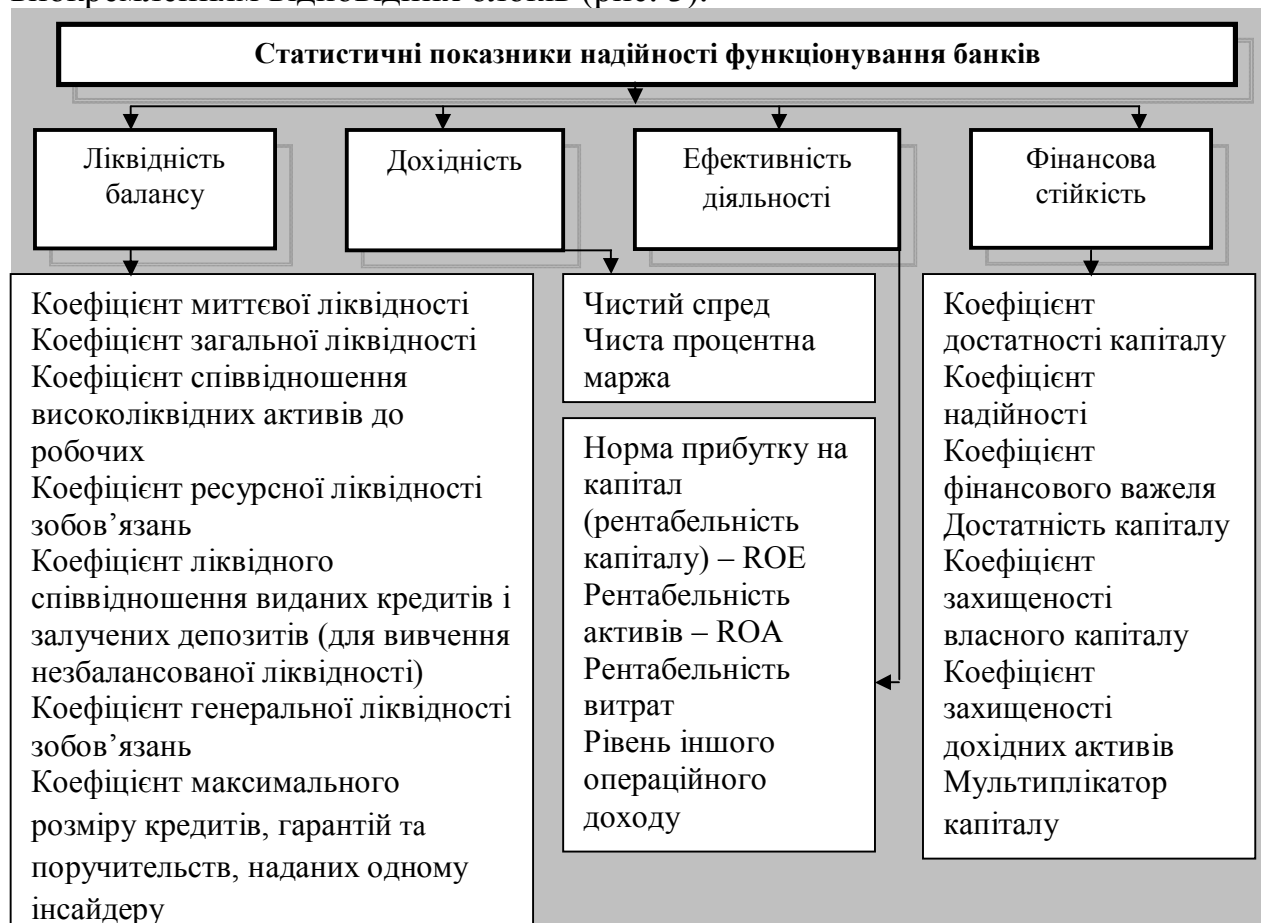 виокремленням відповідних блоків (рис. 3).
Статистичні показники надійності функціонування банків
Ліквідність
балансу
Дохідність
Ефективність
діяльності
Фінансова
стійкість
Коефіцієнт миттєвої ліквідності
Коефіцієнт загальної ліквідності
Коефіцієнт співвідношення
високоліквідних активів до
робочих
Коефіцієнт ресурсної ліквідності
зобов’язань
Коефіцієнт ліквідного
співвідношення виданих кредитів і
залучених депозитів (для вивчення
незбалансованої ліквідності)
Коефіцієнт генеральної ліквідності
зобов’язань
Коефіцієнт максимального
розміру кредитів, гарантій та
поручительств, наданих одному
інсайдеру
Чистий спред
Чиста процентна
маржа
Норма прибутку на
капітал
(рентабельність
капіталу) – ROE
Рентабельність
активів – ROA
Рентабельність
витрат
Рівень іншого
операційного
доходу
Коефіцієнт
достатності капіталу
Коефіцієнт
надійності
Коефіцієнт
фінансового важеля
Достатність капіталу
Коефіцієнт
захищеності
власного капіталу
Коефіцієнт
захищеності
дохідних активів
Мультиплікатор
капіталу